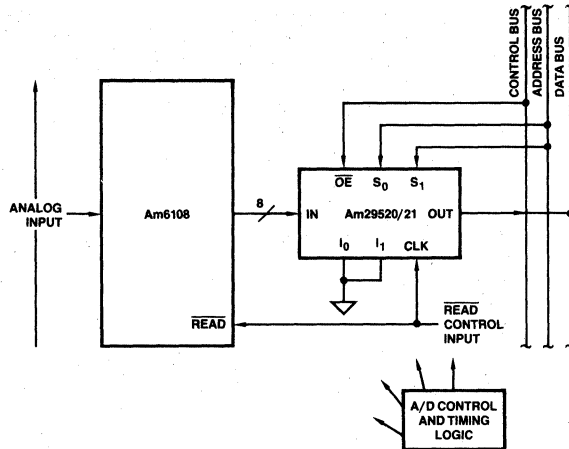 CONTROL BUS
ADDRESS BUS
DATA BUS
OE S0 S1
ANALOG
INPUT
Am6108
8
IN Am29520/21 OUT
I0 I1 CLK
READ
READ
CONTROL
INPUT
A/D CONTROL
AND TIMING
LOGIC